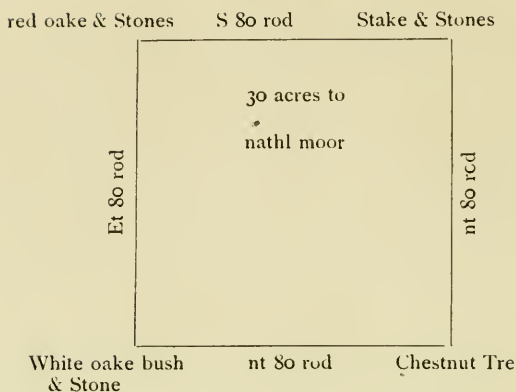 red oake & Stones S 80 rod Stake & Stones
30 acres to
nathl moor
Et 80 rod
nt 80 rcd
White oake bush nt 80 rod Chestnut Tre
& Stone